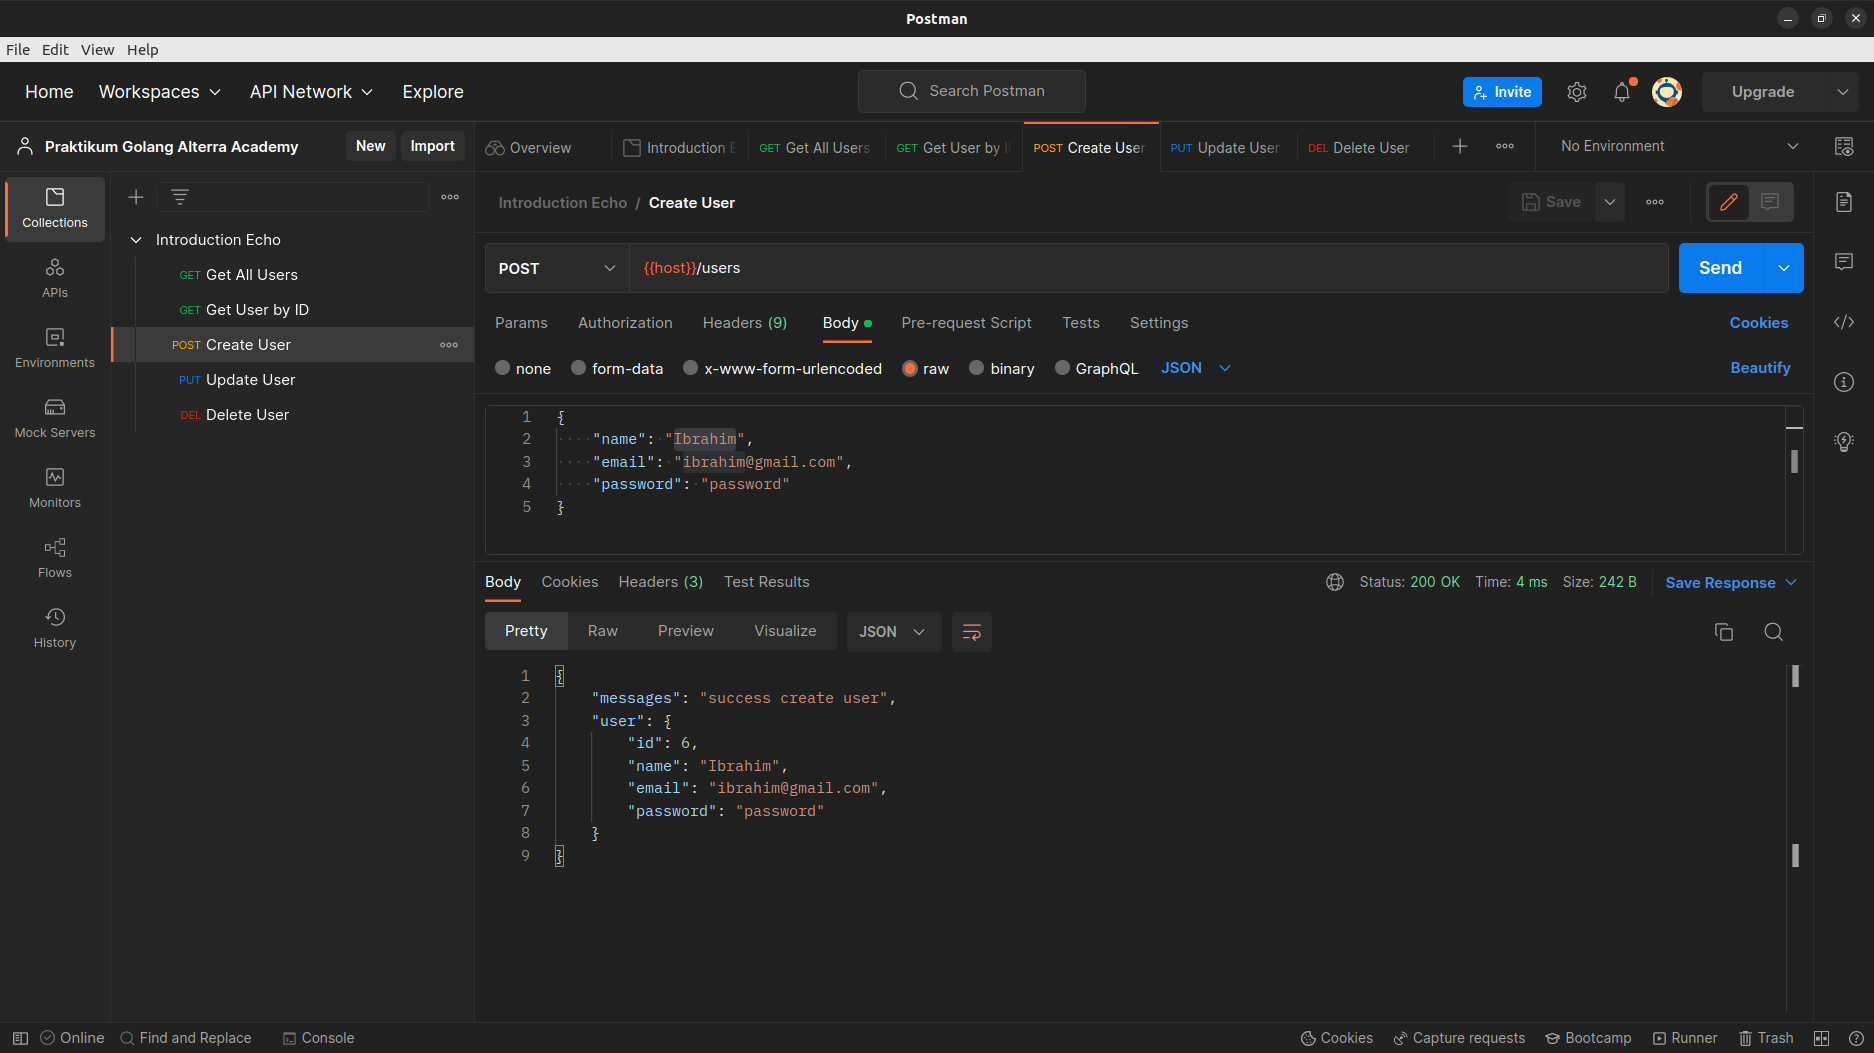 Postman
File Edit View Help
Home Workspaces API Network Explore Search Postman Invite Upgrade
Praktikum Golang Alterra Academy New Import
Overview Introduction E GET Get All Users GET Get User by I POST Create User PUT Update User DEL Delete User No Environment
Collections
APIs
Environments
Mock Servers
Monitors
Flows
History
Introduction Echo
GET Get All Users
GET Get User by ID
POST Create User
PUT Update User
DEL Delete User
Introduction Echo / Create User Save
POST {{host}}/users Send
Params Authorization Headers (9) Body Pre-request Script Tests Settings Cookies
none form-data x-www-form-urlencoded raw binary GraphQL JSON Beautify
1 {
2 "name": "Ibrahim",
3 "email": "ibrahim@gmail.com",
4 "password": "password"
5 }
Body Cookies Headers (3) Test Results Status: 200 OK Time: 4 ms Size: 242 B Save Response
Pretty Raw Preview Visualize JSON
1 {
2 "messages": "success create user",
3 "user": {
4 "id": 6,
5 "name": "Ibrahim",
6 "email": "ibrahim@gmail.com",
7 "password": "password"
8 }
9 }
Online Find and Replace Console Cookies Capture requests Bootcamp Runner Trash